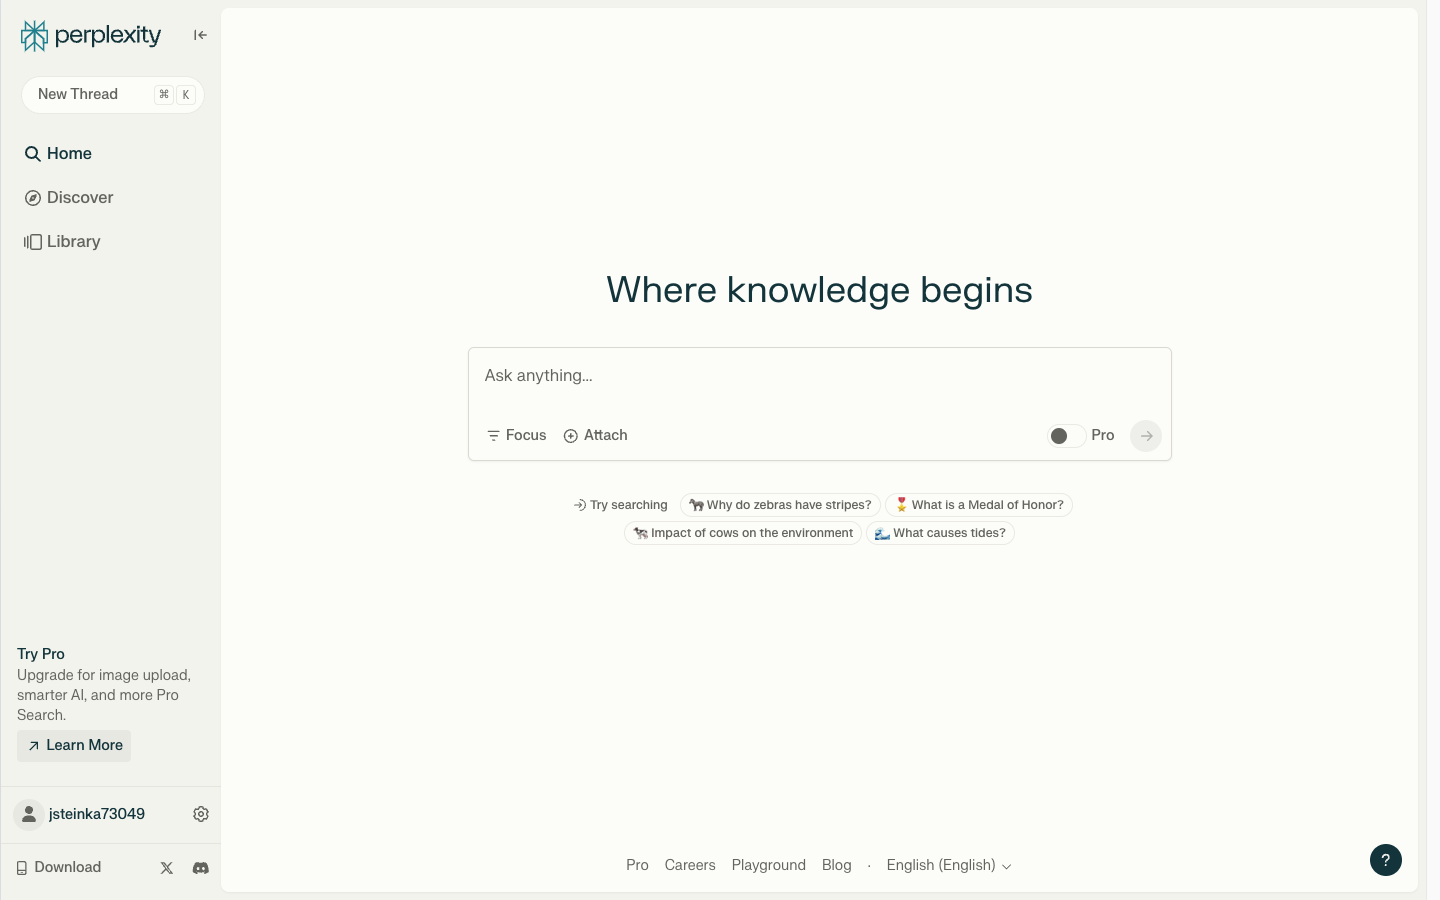 perplexity
New Thread ⌘ K
Home
Discover
Library
Where knowledge begins
Ask anything...
Focus Attach Pro
Try searching Why do zebras have stripes? What is a Medal of Honor?
Impact of cows on the environment What causes tides?
Try Pro
Upgrade for image upload,
smarter AI, and more Pro
Search.
Learn More
jsteinka73049
Download
Pro Careers Playground Blog · English (English)
?